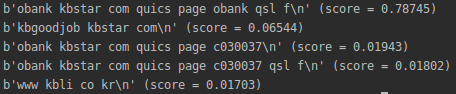 b'obank kbstar com quics page obank qsl f\n' (score = 0.78745)
b'kbgoodjob kbstar com\n' (score = 0.06544)
b'obank kbstar com quics page c030037\n' (score = 0.01943)
b'obank kbstar com quics page c030037 qsl f\n' (score = 0.01802)
b'www kbli co kr\n' (score = 0.01703)